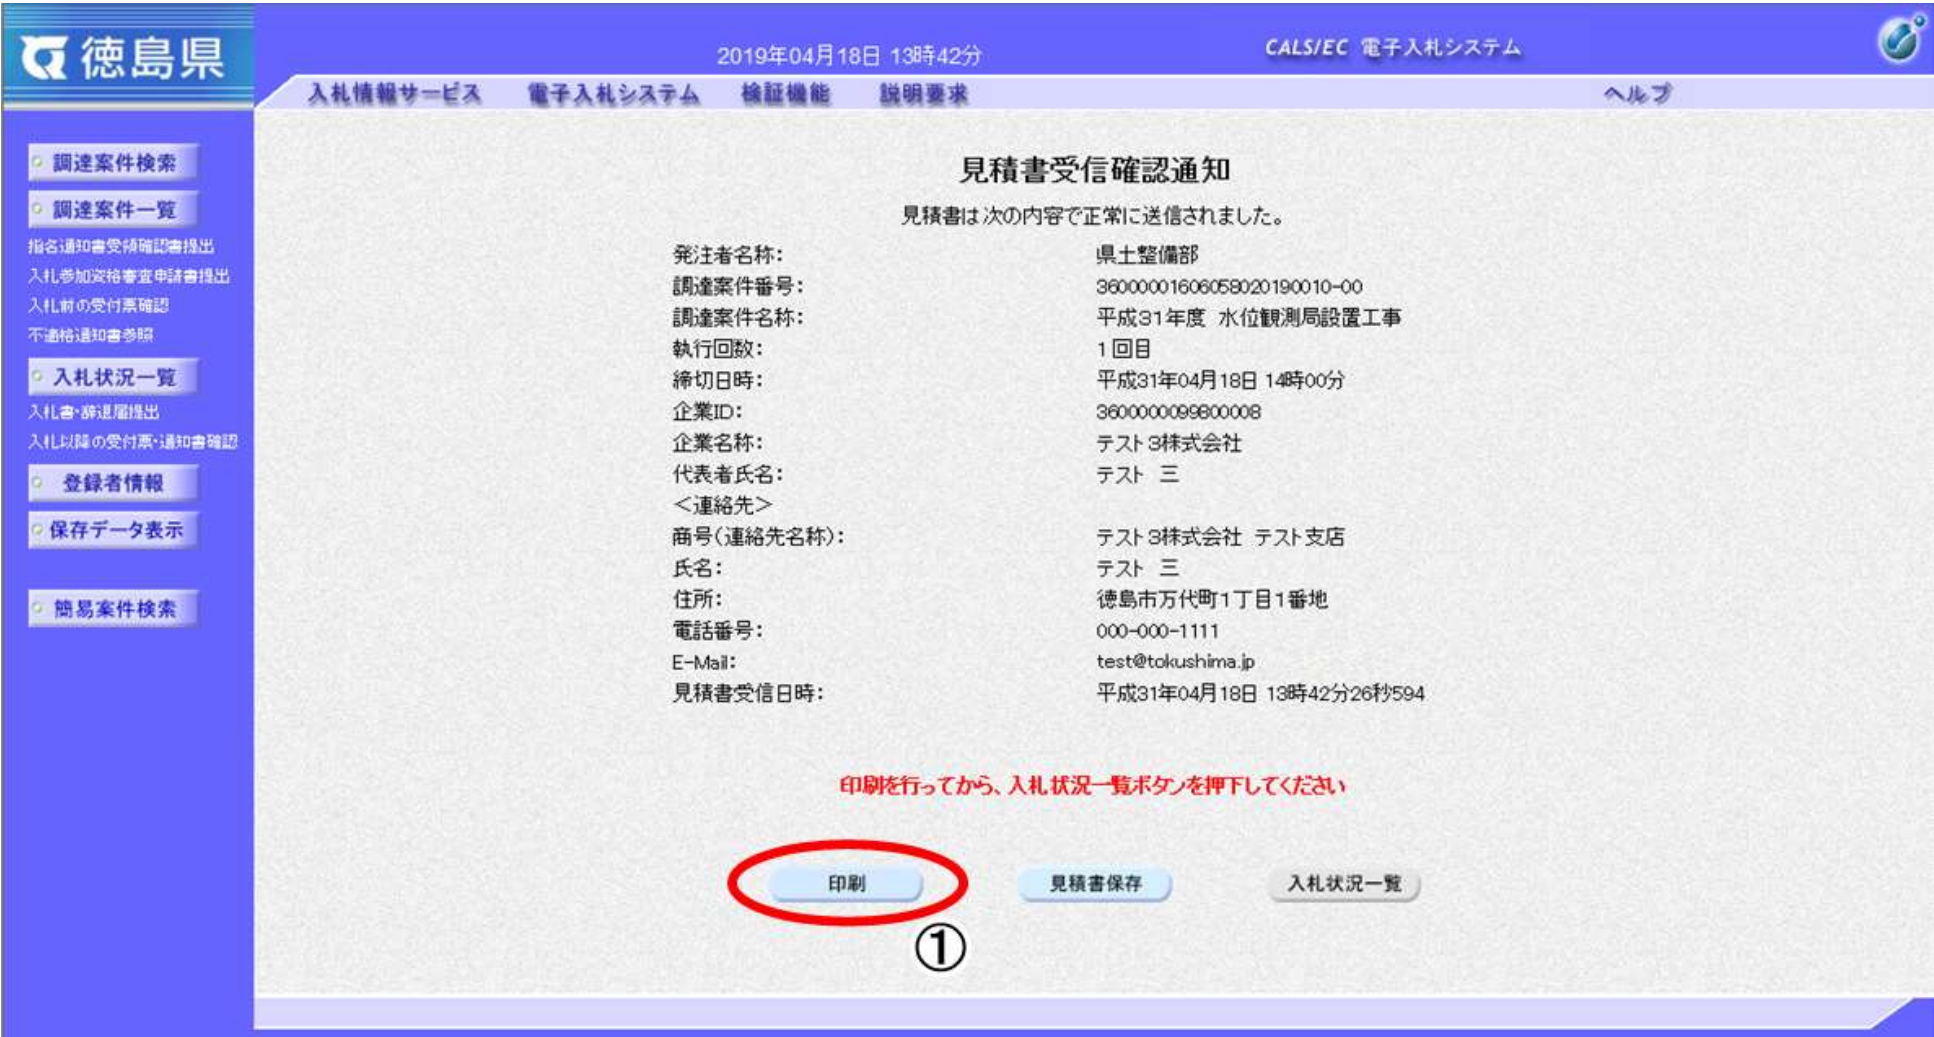 徳島県
2019年04月18日 13時42分
CALS/EC 電子入札システム
入札情報サービス 電子入札システム 検証機能 説明要求 ヘルプ
調達案件検索
調達案件一覧
指名通知書受領確認書提出
入札参加資格審査申請書提出
入札前の受付票確認
不適格通知書参照
入札状況一覧
入札書・辞退届提出
入札以降の受付票・通知書確認
登録者情報
保存データ表示
簡易案件検索
見積書受信確認通知
見積書は次の内容で正常に送信されました。
発注者名称: 県土整備部
調達案件番号: 3600000160605802019​0010-00
調達案件名称: 平成31年度 水位観測局設置工事
執行回数: 1回目
締切日時: 平成31年04月18日 14時00分
企業ID: 3600000099800008
企業名称: テスト3株式会社
代表者氏名: テスト 三
＜連絡先＞
商号(連絡先名称): テスト3株式会社 テスト支店
氏名: テスト 三
住所: 徳島市万代町1丁目1番地
電話番号: 000-000-1111
E-Mail: test@tokushima.jp
見積書受信日時: 平成31年04月18日 13時42分26秒594
印刷を行ってから、入札状況一覧ボタンを押下してください
印刷 見積書保存 入札状況一覧
①